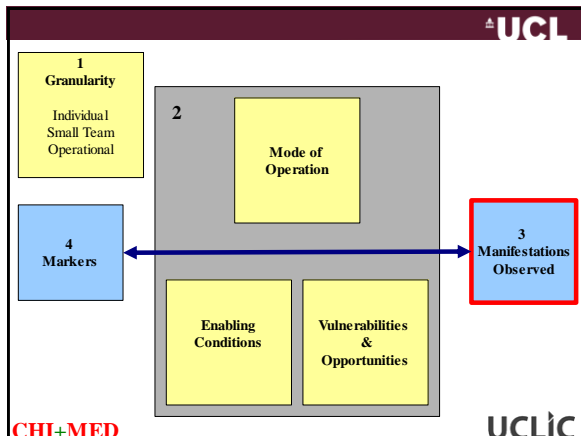 UCL
1
Granularity
Individual
Small Team
Operational
2
Mode of
Operation
4
Markers
3
Manifestations
Observed
Enabling
Conditions
Vulnerabilities
&
Opportunities
CHI+MED
UCLIC